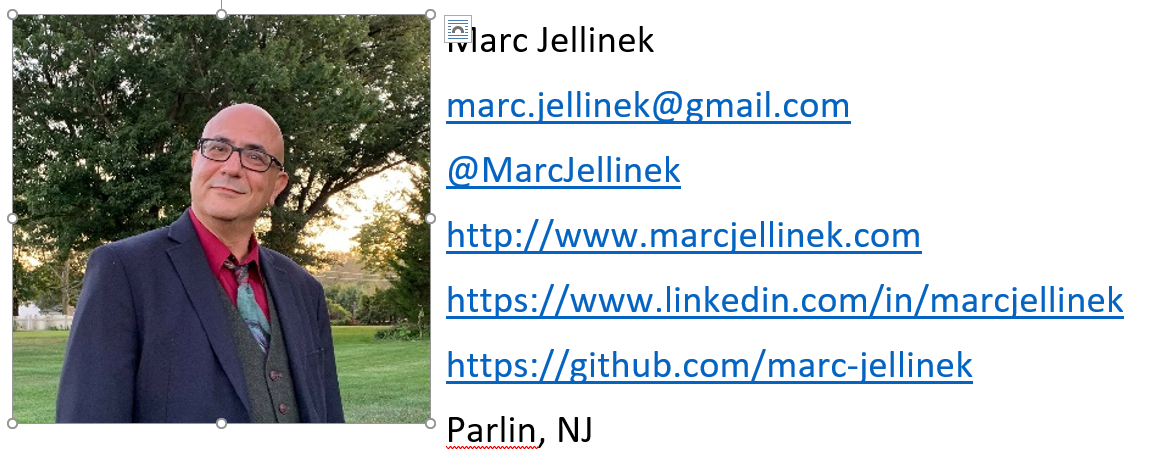 Marc Jellinek
marc.jellinek@gmail.com
@MarcJellinek
http://www.marcjellinek.com
https://www.linkedin.com/in/marcjellinek
https://github.com/marc-jellinek
Parlin, NJ